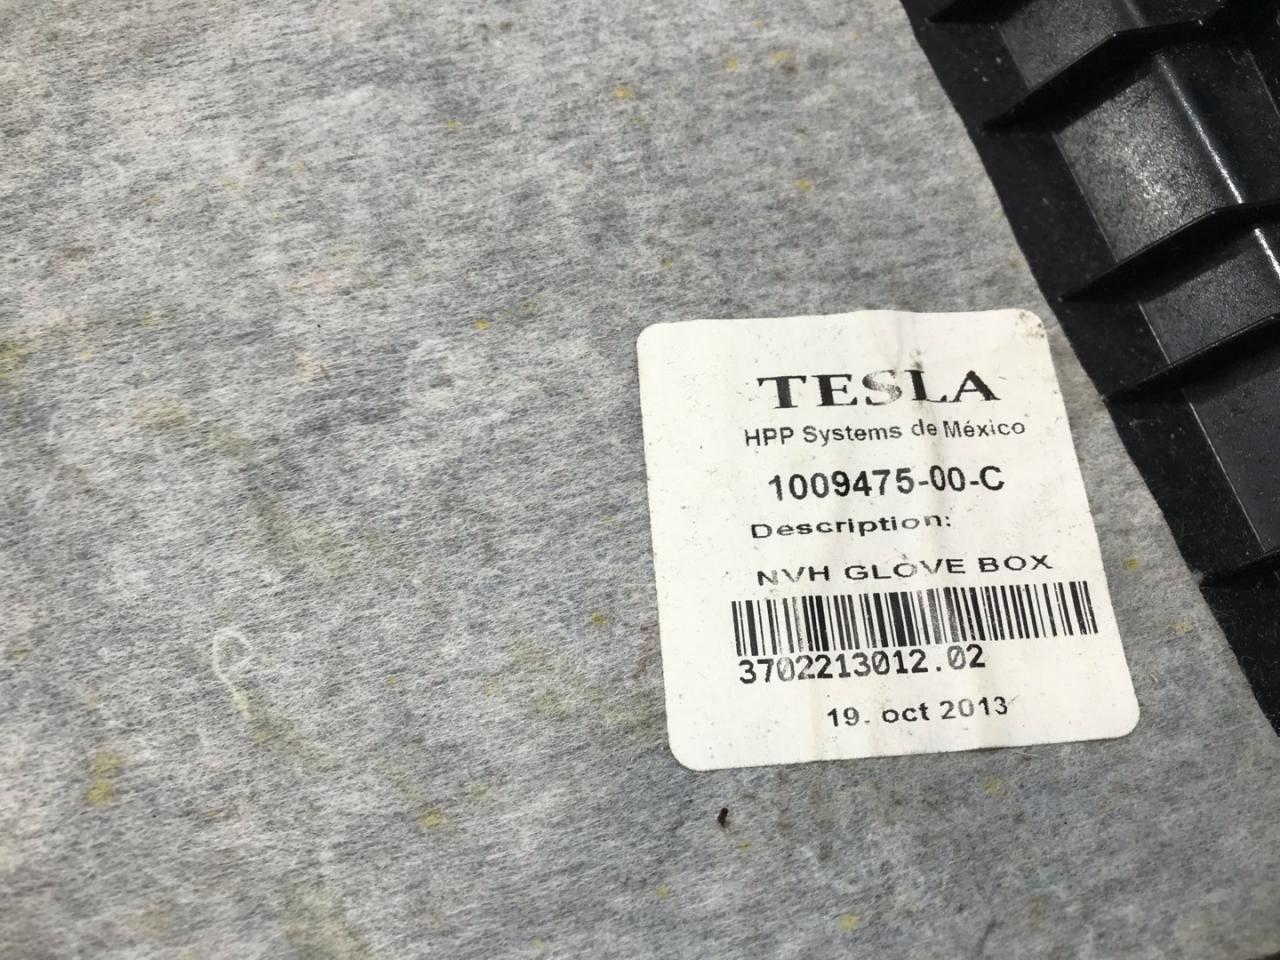 TESLA
HPP Systems de México
1009475-00-C
Description:
NVH GLOVE BOX
3702213012.02
19. oct 2013